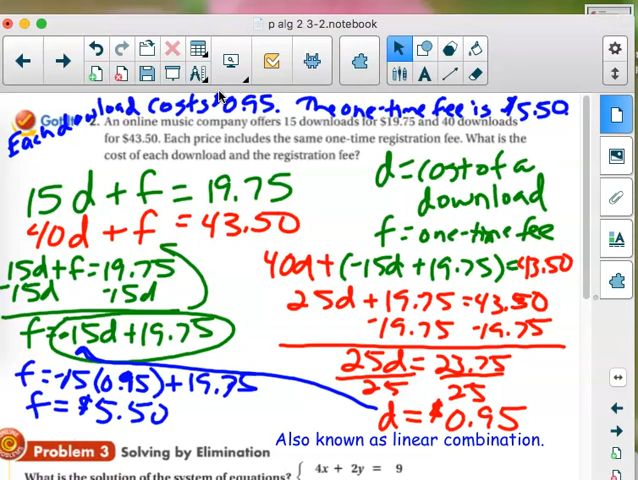 p alg 2 3-2.notebook
Each download costs $0.95. The one-time fee is $5.50
Got It? 2. An online music company offers 15 downloads for $19.75 and 40 downloads
for $43.50. Each price includes the same one-time registration fee. What is the
cost of each download and the registration fee?
d = cost of a
download
f = one-time fee
15d + f = 19.75
40d + f = 43.50
15d + f = 19.75
-15d -15d
f = -15d + 19.75
f = -15(0.95) + 19.75
f = $5.50
40d + (-15d + 19.75) = 43.50
25d + 19.75 = 43.50
-19.75 -19.75
25d = 23.75
25 25
d = $0.95
Also known as linear combination.
Problem 3 Solving by Elimination
What is the solution of the system of equations? { 4x + 2y = 9